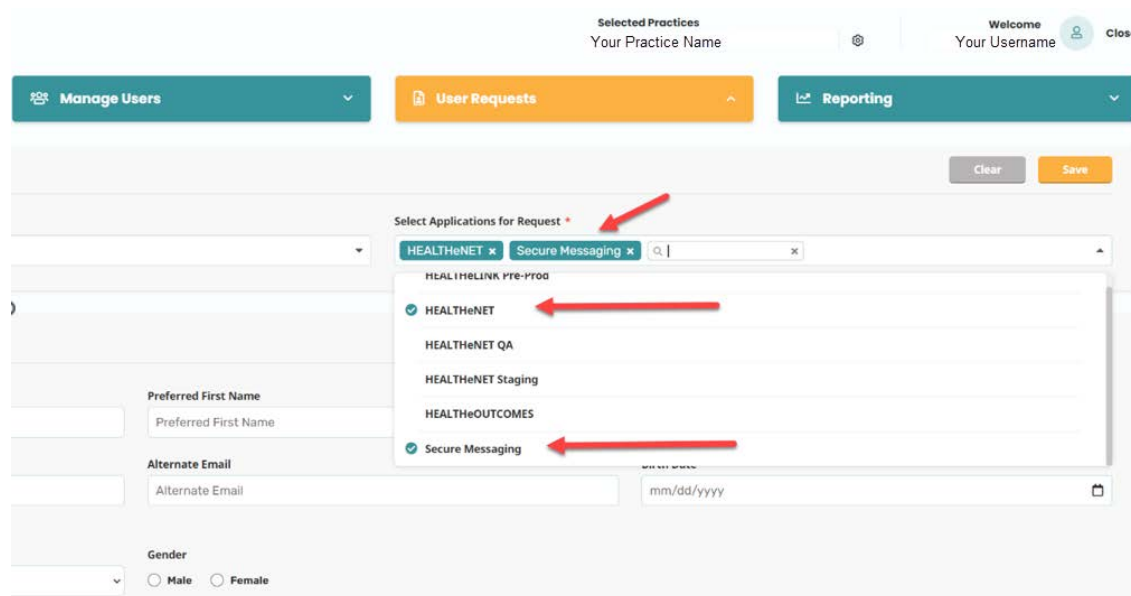 Selected Practices
Your Practice Name
Welcome
Your Username
Clos
Manage Users
User Requests
Reporting
Clear
Save
Select Applications for Request *
HEALTHeNET × Secure Messaging ×
HEALTHeLINK Pre-Prod
HEALTHeNET
HEALTHeNET QA
HEALTHeNET Staging
HEALTHeOUTCOMES
Secure Messaging
Preferred First Name
Preferred First Name
Alternate Email
Birth Date
Alternate Email
mm/dd/yyyy
Gender
Male Female